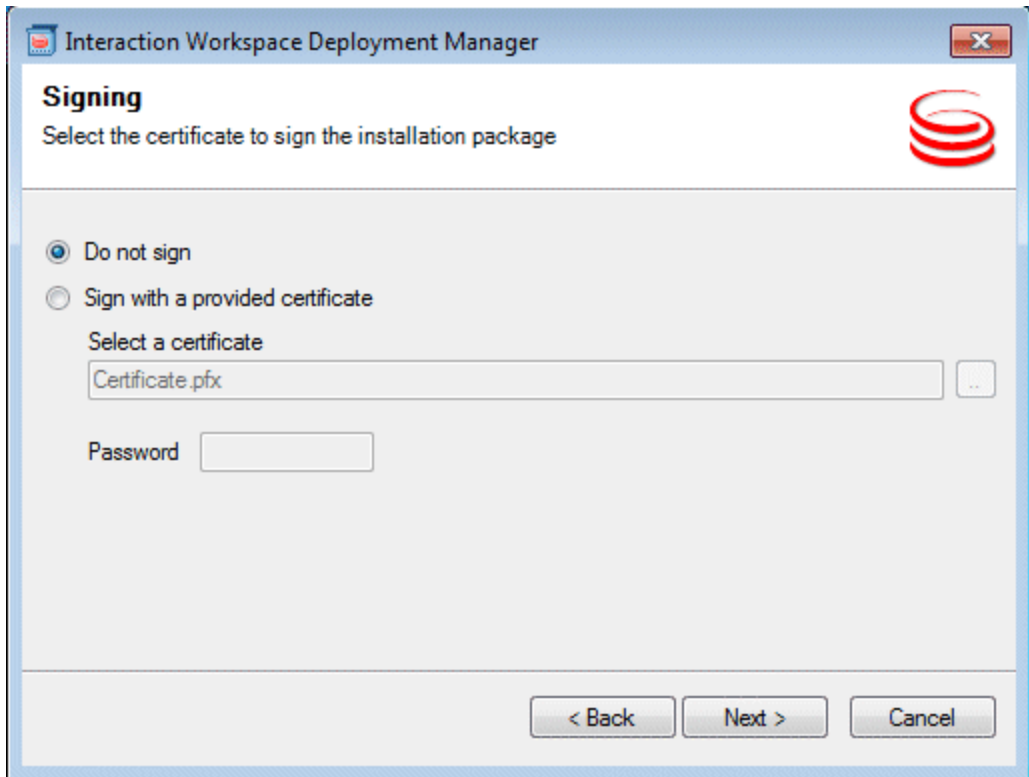 Interaction Workspace Deployment Manager
Signing
Select the certificate to sign the installation package
Do not sign
Sign with a provided certificate
Select a certificate
Certificate.pfx ..
Password
< Back Next > Cancel